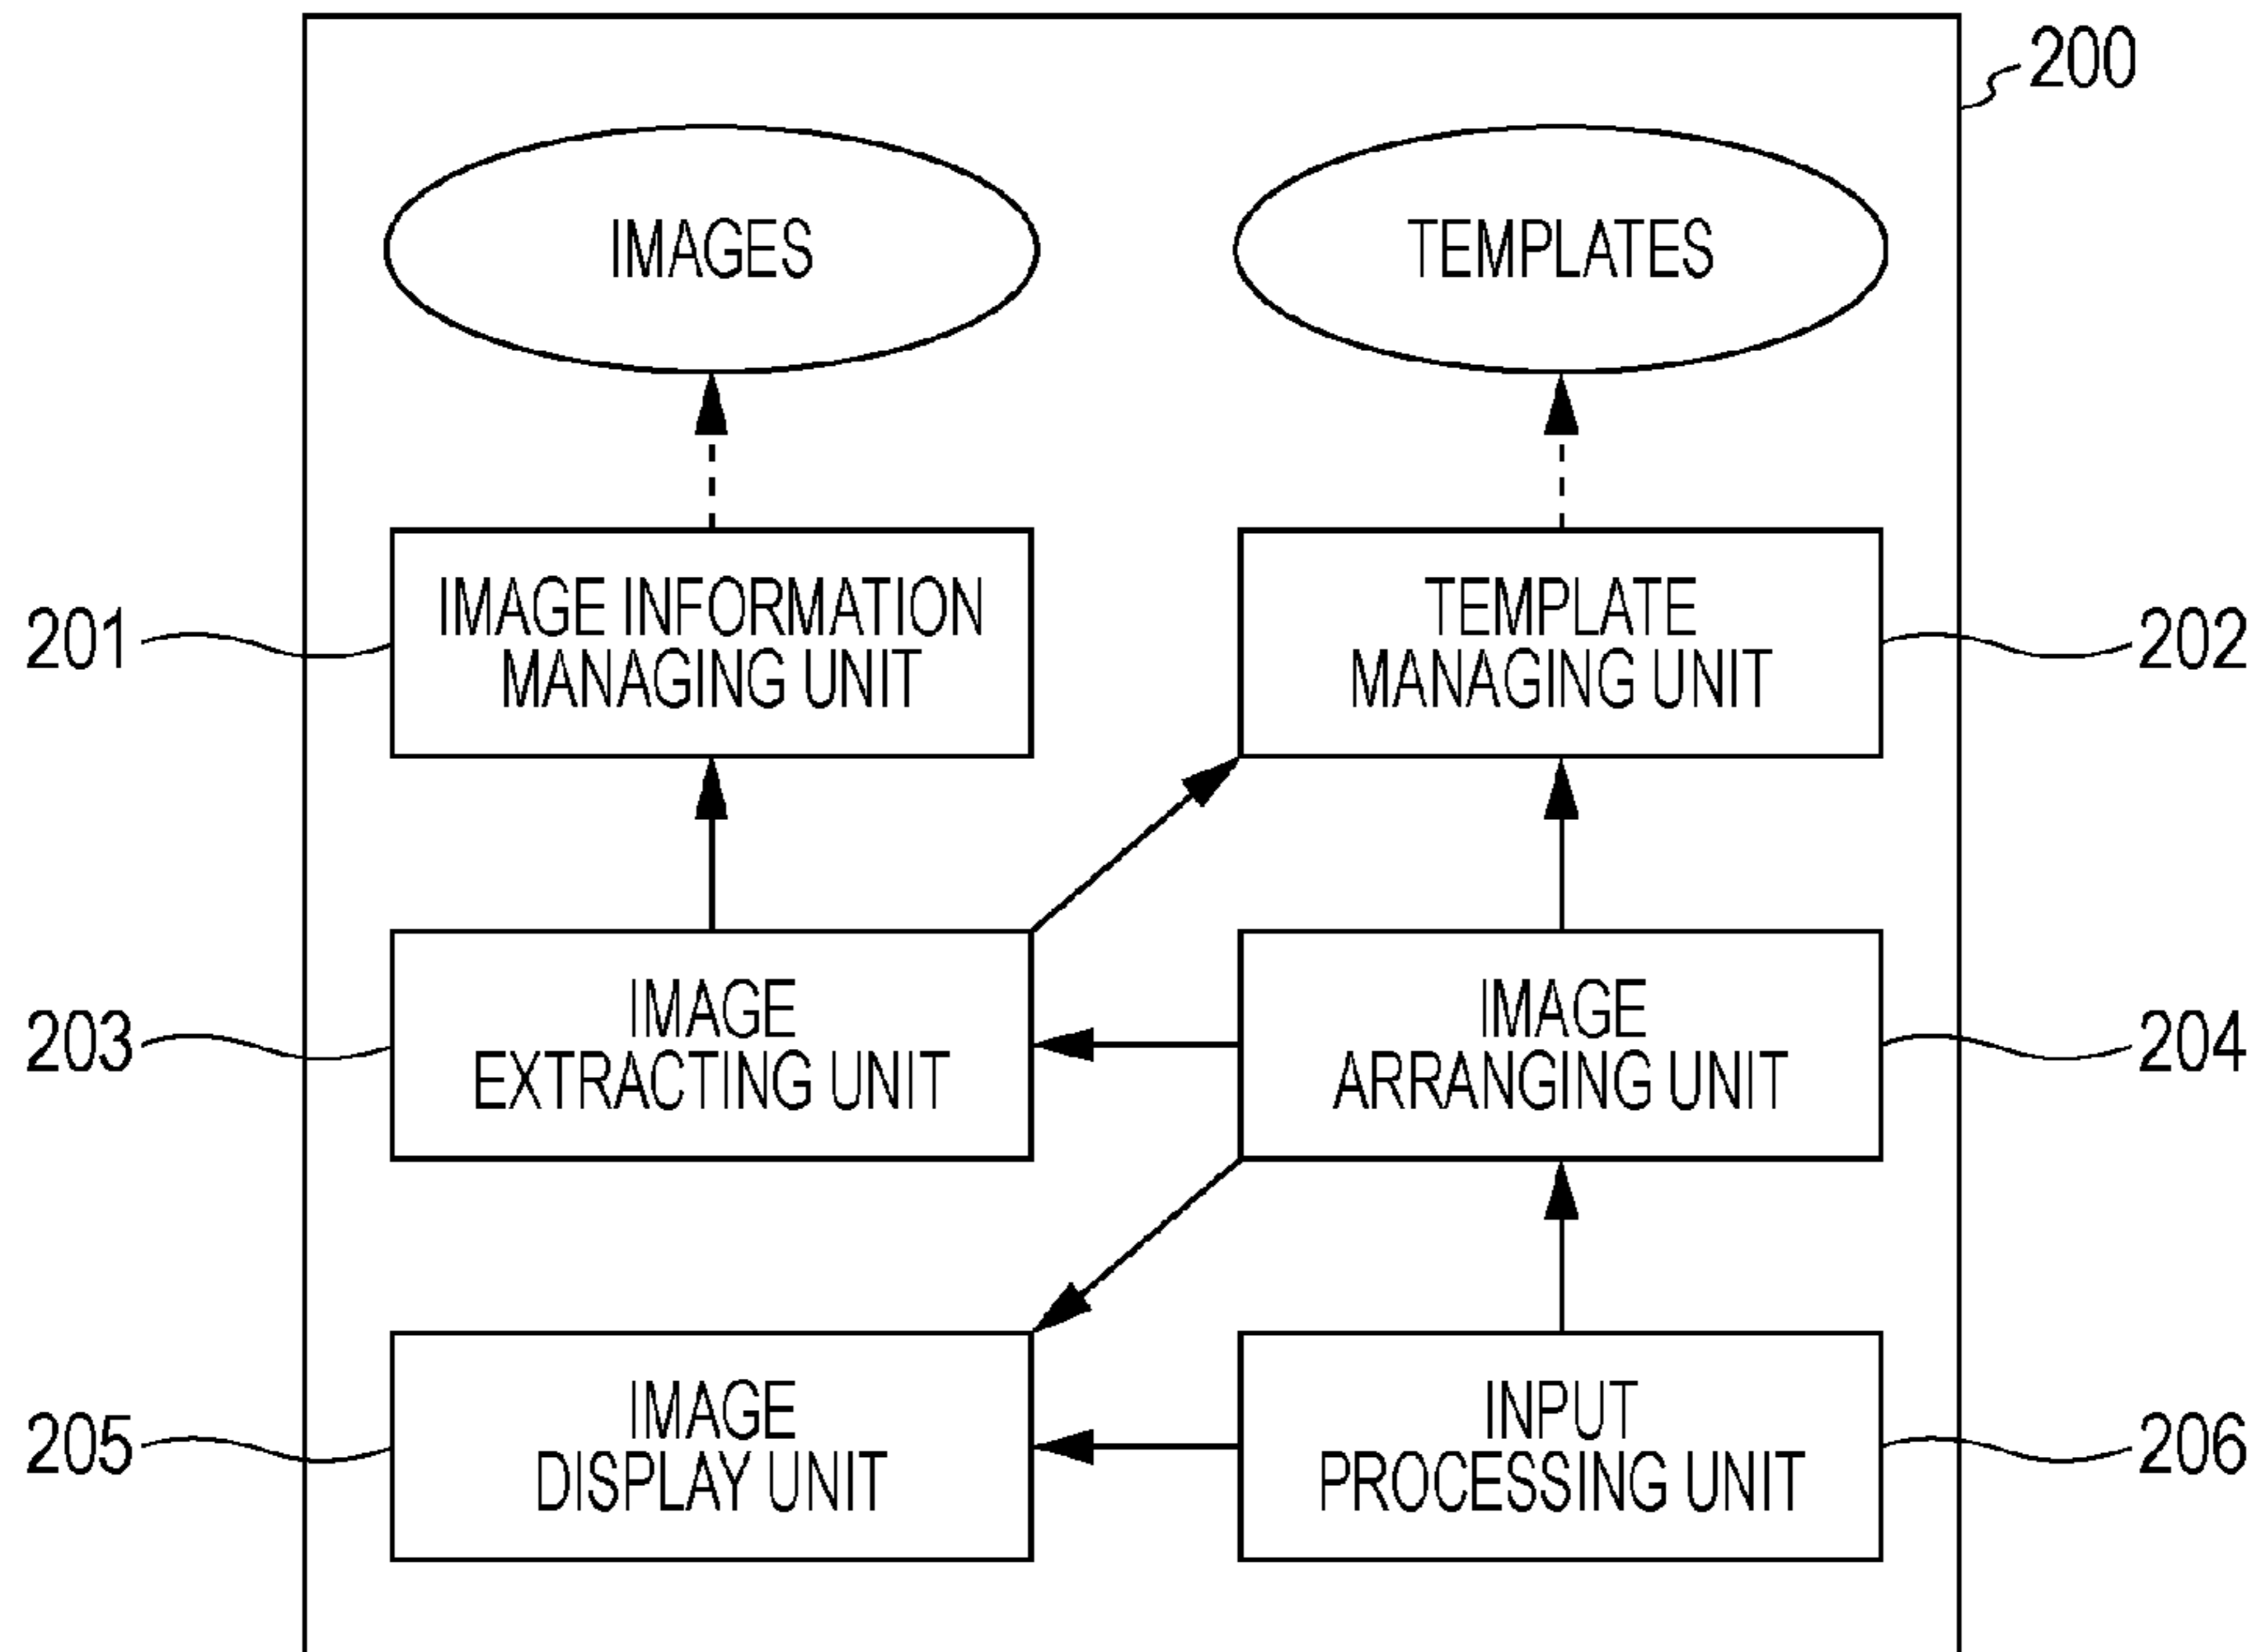 200
IMAGES
TEMPLATES
201
IMAGE INFORMATION
MANAGING UNIT
TEMPLATE
MANAGING UNIT
202
203
IMAGE
EXTRACTING UNIT
IMAGE
ARRANGING UNIT
204
205
IMAGE
DISPLAY UNIT
INPUT
PROCESSING UNIT
206